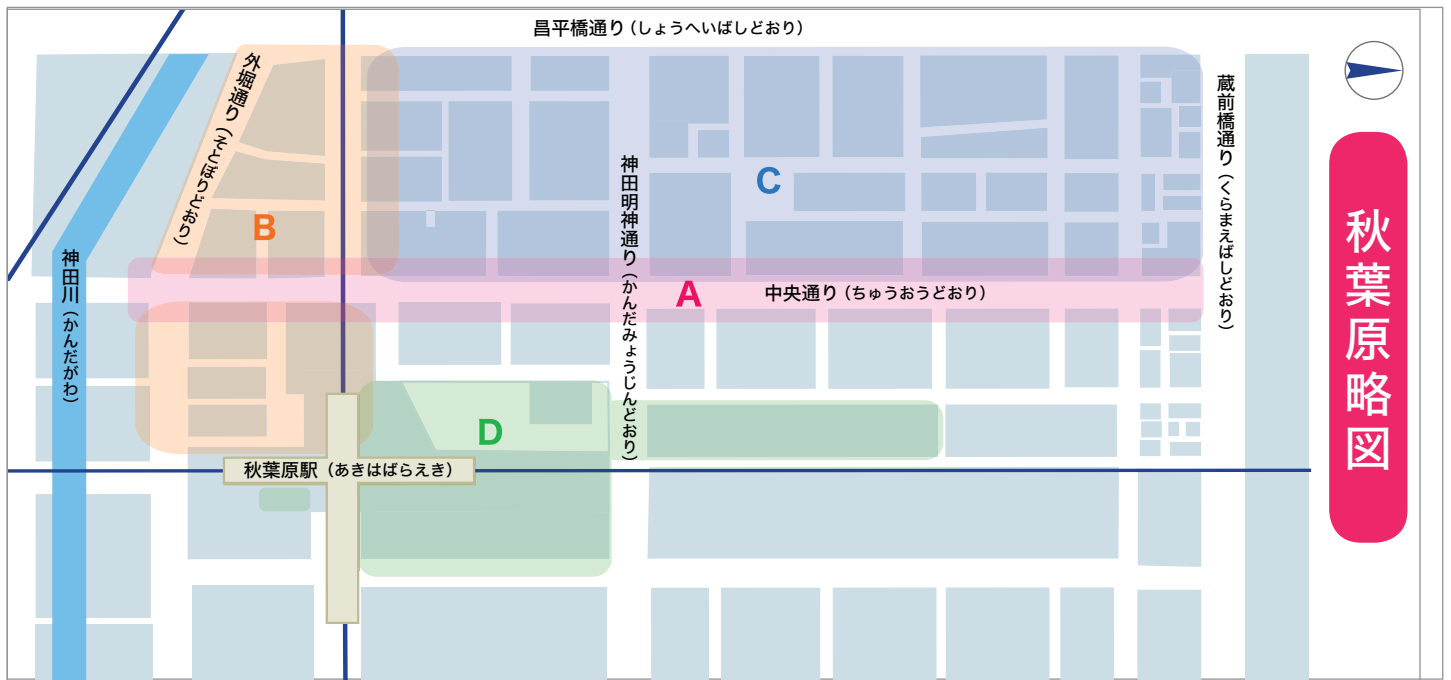 昌平橋通り（しょうへいばしどおり）
外堀通り（そとぼりどおり）
蔵前橋通り（くらまえばしどおり）
秋葉原略図
神田明神通り（かんだみょうじんどおり）
C
B
神田川（かんだがわ）
A
中央通り（ちゅうおうどおり）
D
秋葉原駅（あきはばらえき）